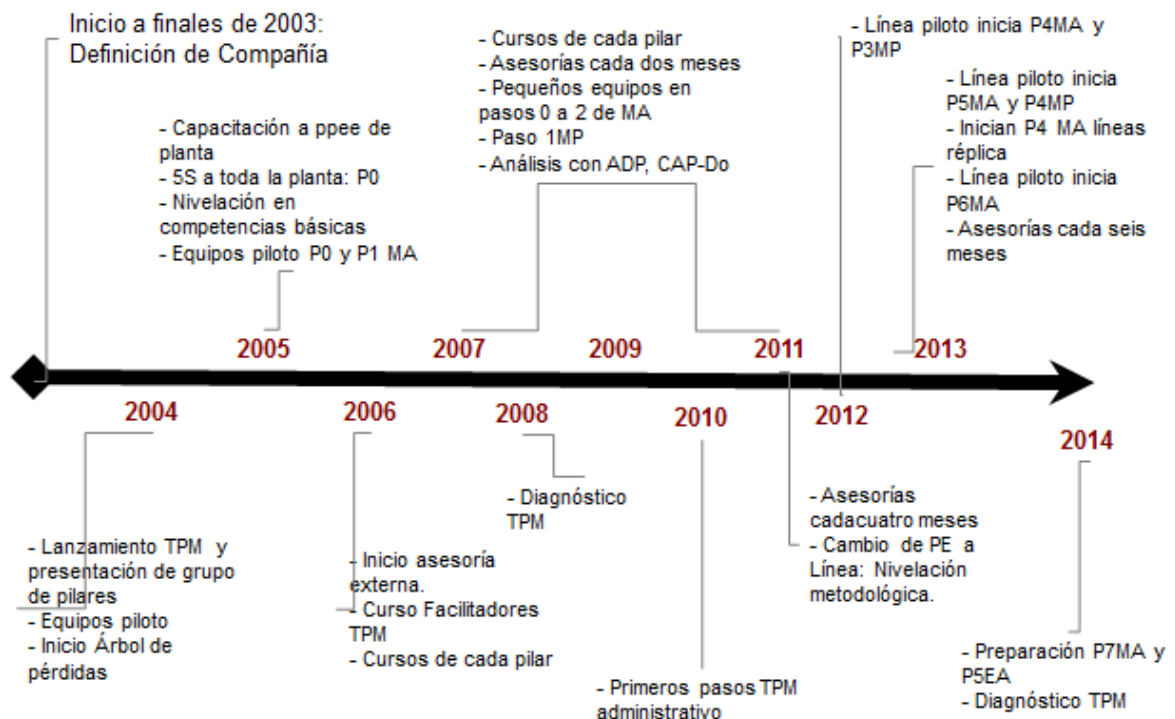 Inicio a finales de 2003:
Definición de Compañía
- Capacitación a ppee de
planta
- 5S a toda la planta: P0
- Nivelación en
competencias básicas
- Equipos piloto P0 y P1 MA
- Cursos de cada pilar
- Asesorías cada dos meses
- Pequeños equipos en
pasos 0 a 2 de MA
- Paso 1MP
- Análisis con ADP, CAP-Do
- Línea piloto inicia P4MA y
P3MP
- Línea piloto inicia
P5MA y P4MP
- Inician P4 MA líneas
réplica
- Línea piloto inicia
P6MA
- Asesorías cada seis
meses
2005
2007
2009
2011
2013
2004
2006
2008
2010
2012
2014
- Lanzamiento TPM y
presentación de grupo
de pilares
- Equipos piloto
- Inicio Árbol de
pérdidas
- Inicio asesoría
externa.
- Curso Facilitadores
TPM
- Cursos de cada pilar
- Diagnóstico
TPM
- Primeros pasos TPM
administrativo
- Asesorías
cadacuatro meses
- Cambio de PE a
Línea: Nivelación
metodológica.
- Preparación P7MA y
P5EA
- Diagnóstico TPM